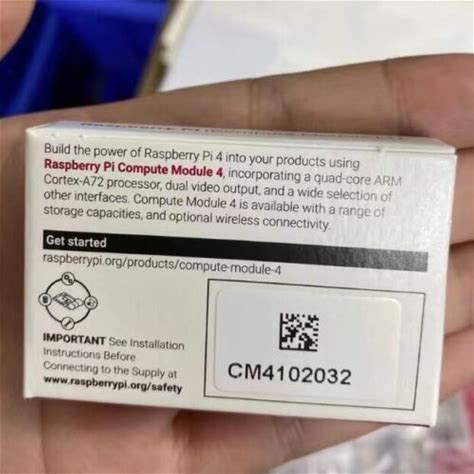 Build the power of Raspberry Pi 4 into your products using
Raspberry Pi Compute Module 4, incorporating a quad-core ARM
Cortex-A72 processor, dual video output, and a wide selection of
other interfaces. Compute Module 4 is available with a range of
storage capacities, and optional wireless connectivity.
Get started
raspberrypi.org/products/compute-module-4
IMPORTANT See Installation
Instructions Before
Connecting to the Supply at
www.raspberrypi.org/safety
CM4102032